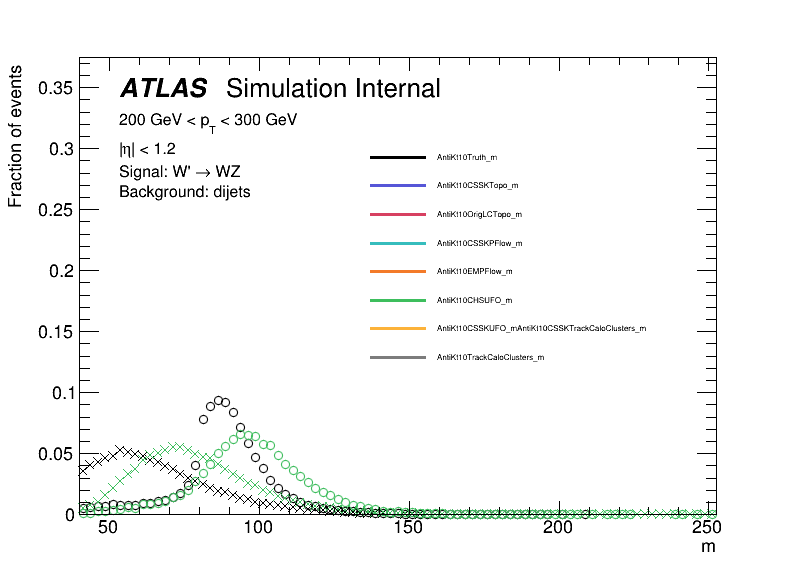 ATLAS Simulation Internal
200 GeV < pT < 300 GeV
|η| < 1.2
Signal: W' → WZ
Background: dijets
AntiKt10Truth_m
AntiKt10CSSKTopo_m
AntiKt10OrigLCTopo_m
AntiKt10CSSKPFlow_m
AntiKt10EMPFlow_m
AntiKt10CHSUFO_m
AntiKt10CSSKUFO_mAntiKt10CSSKTrackCaloClusters_m
AntiKt10TrackCaloClusters_m
Fraction of events
0.35
0.3
0.25
0.2
0.15
0.1
0.05
0
50 100 150 200 250
m